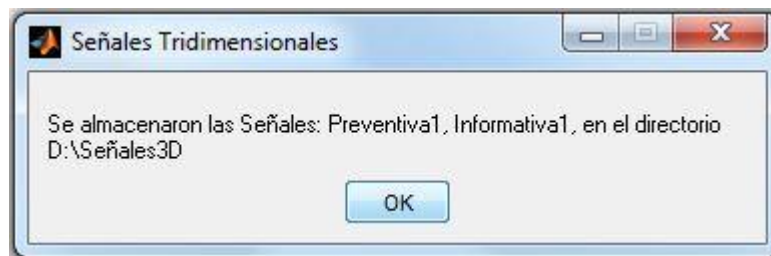 Señales Tridimensionales
Se almacenaron las Señales: Preventiva1, Informativa1, en el directorio
D:\Señales3D
OK